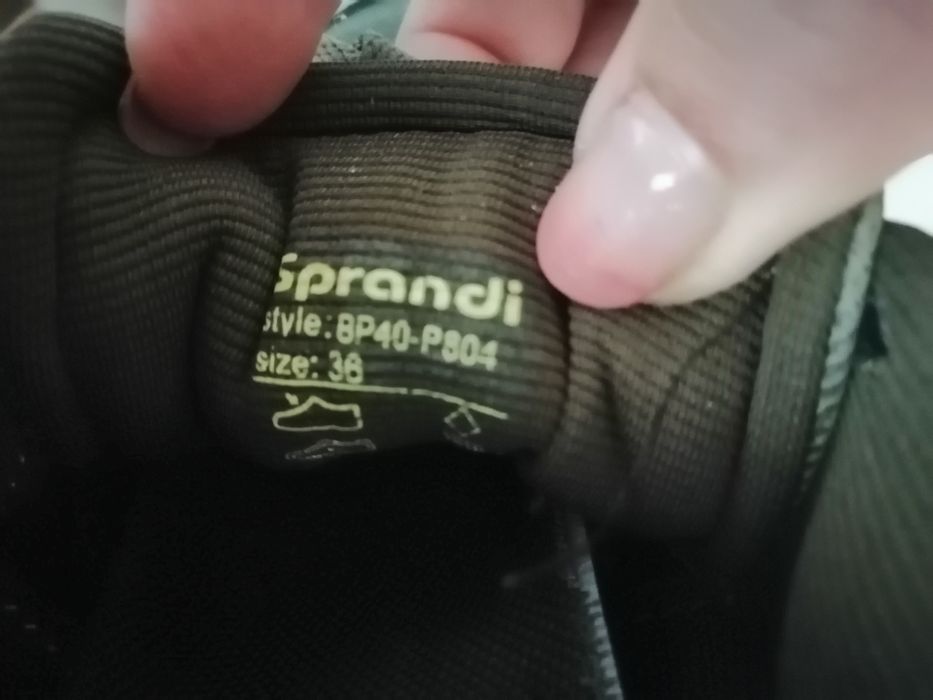 Sprandi
style: BP40-P804
size: 36